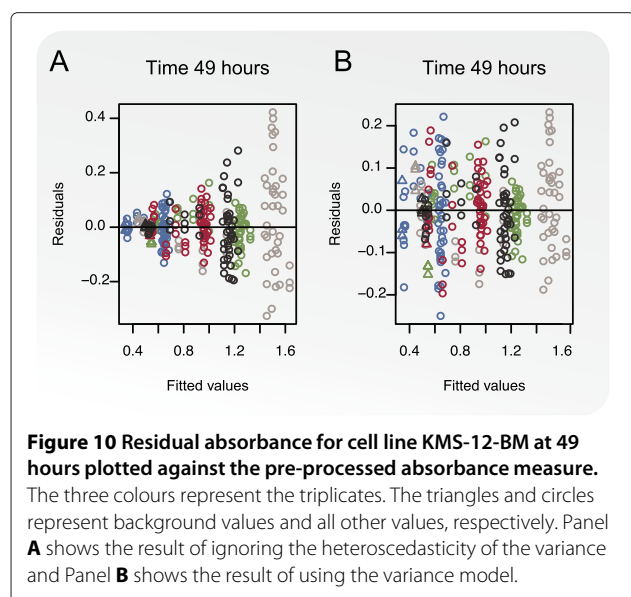 A
B
Time 49 hours
Time 49 hours
Residuals
0.4
0.2
0.0
−0.2
0.4 0.8 1.2 1.6
Fitted values
Residuals
0.2
0.1
0.0
−0.1
−0.2
0.4 0.8 1.2 1.6
Fitted values
Figure 10 Residual absorbance for cell line KMS-12-BM at 49
hours plotted against the pre-processed absorbance measure.
The three colours represent the triplicates. The triangles and circles
represent background values and all other values, respectively. Panel
A shows the result of ignoring the heteroscedasticity of the variance
and Panel B shows the result of using the variance model.